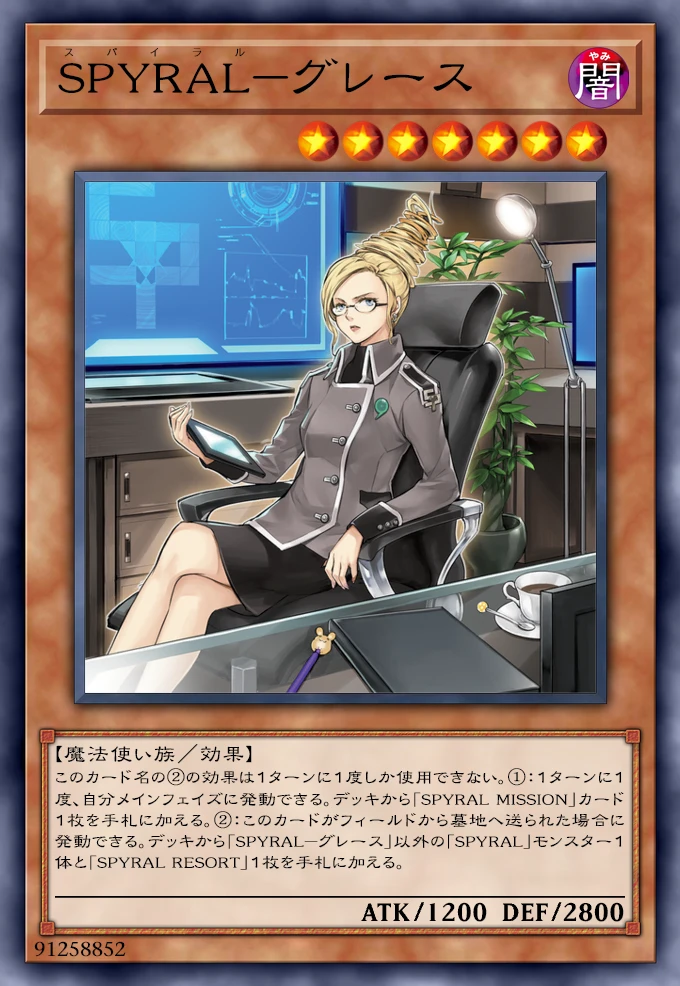 スパイラル
SPYRAL－グレース
やみ
闇
【魔法使い族／効果】
このカード名の②の効果は１ターンに１度しか使用できない。①：１ターンに１
度、自分メインフェイズに発動できる。デッキから「SPYRAL MISSION」カード
１枚を手札に加える。②：このカードがフィールドから墓地へ送られた場合に
発動できる。デッキから「SPYRAL－グレース」以外の「SPYRAL」モンスター１
体と「SPYRAL RESORT」１枚を手札に加える。
ATK/1200 DEF/2800
91258852